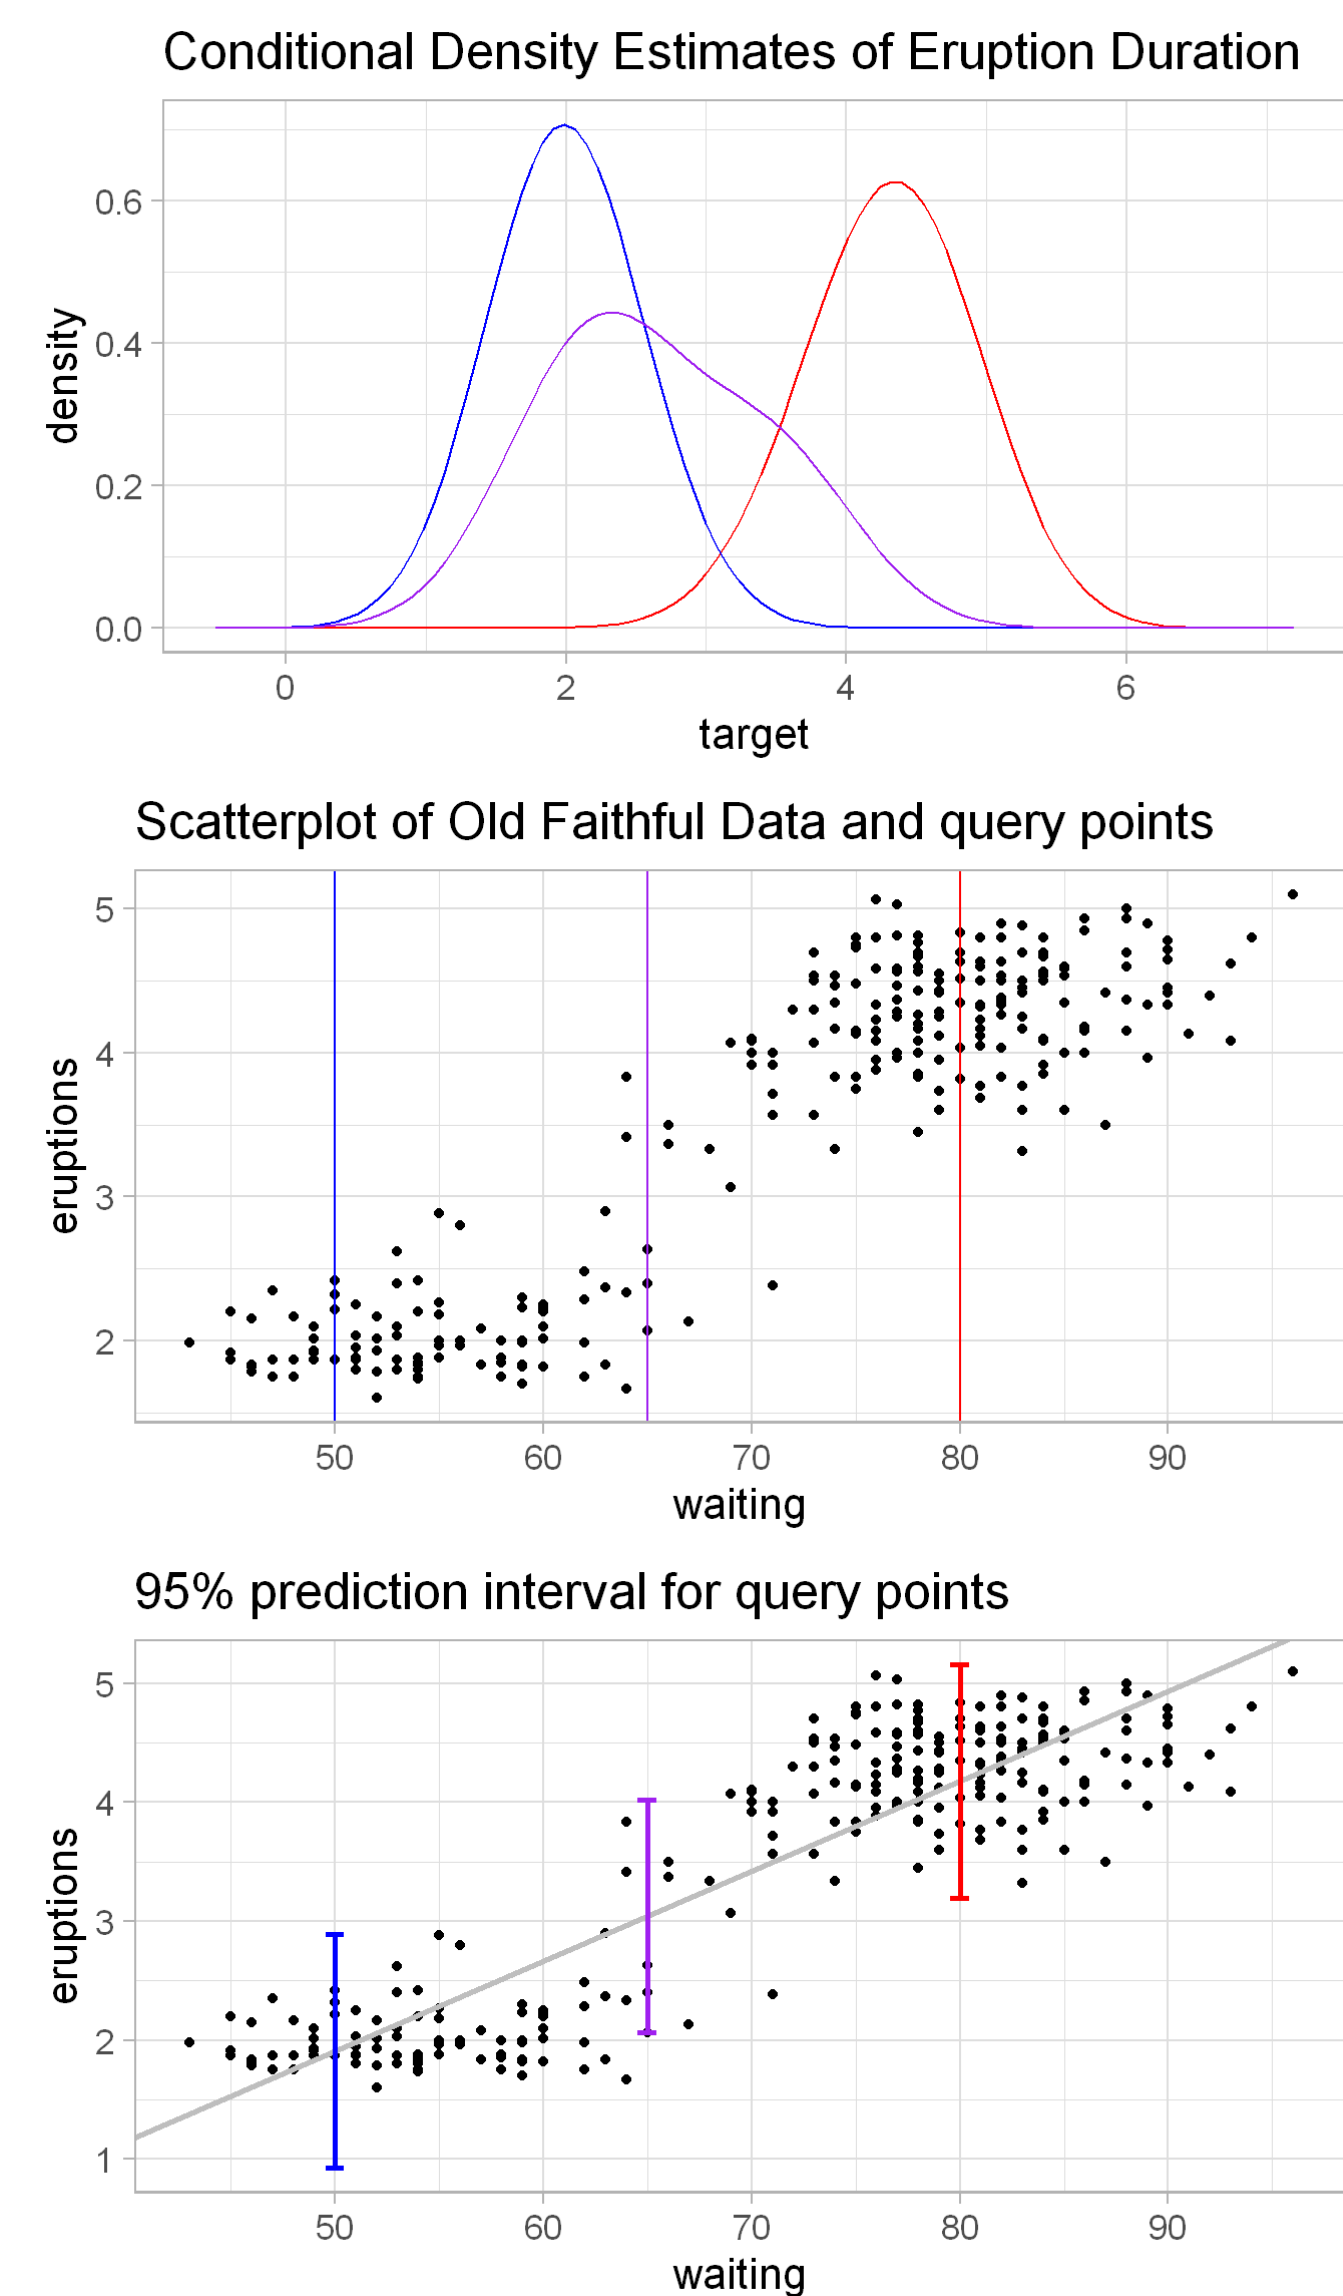 Conditional Density Estimates of Eruption Duration
density
0.6
0.4
0.2
0.0
0 2 4 6
target
Scatterplot of Old Faithful Data and query points
eruptions
5
4
3
2
50 60 70 80 90
waiting
95% prediction interval for query points
eruptions
5
4
3
2
1
50 60 70 80 90
waiting